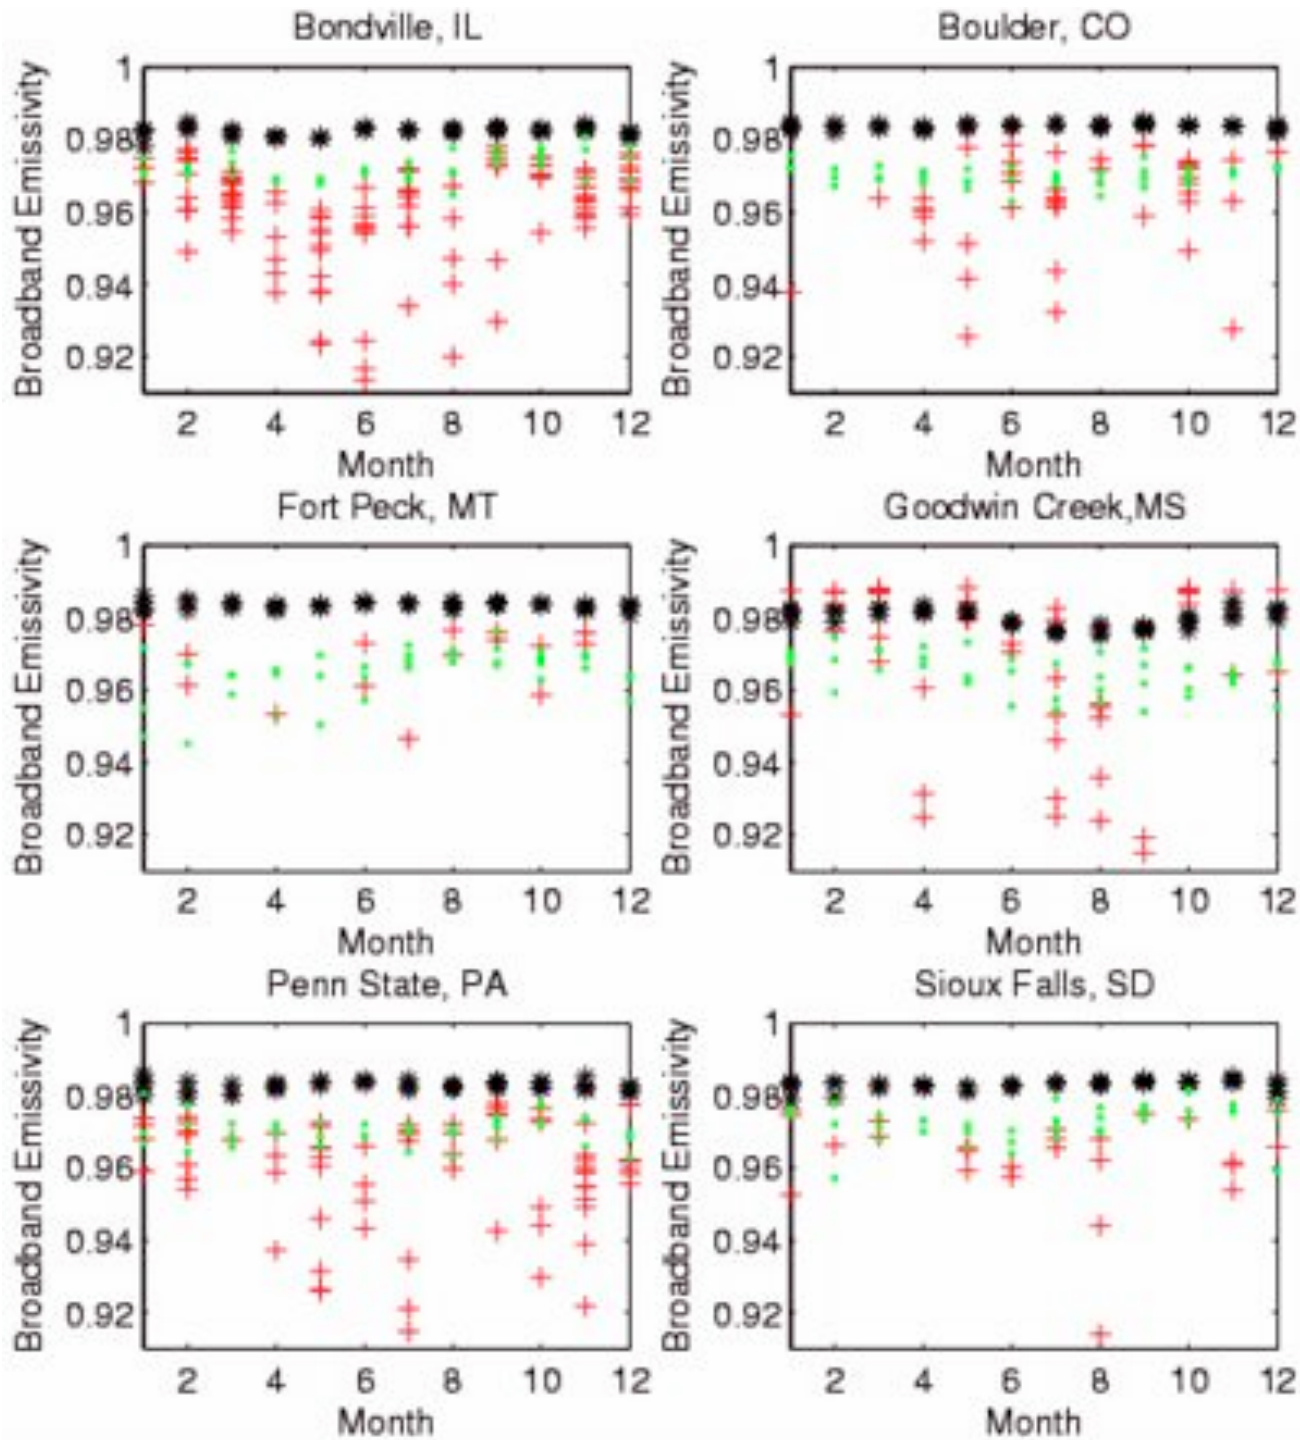 Bondville, IL
Boulder, CO
Broadband Emissivity
1
0.98
0.96
0.94
0.92
2 4 6 8 10 12
Month
Broadband Emissivity
1
0.98
0.96
0.94
0.92
2 4 6 8 10 12
Month
Fort Peck, MT
Goodwin Creek,MS
Broadband Emissivity
1
0.98
0.96
0.94
0.92
2 4 6 8 10 12
Month
Broadband Emissivity
1
0.98
0.96
0.94
0.92
2 4 6 8 10 12
Month
Penn State, PA
Sioux Falls, SD
Broadband Emissivity
1
0.98
0.96
0.94
0.92
2 4 6 8 10 12
Month
Broadband Emissivity
1
0.98
0.96
0.94
0.92
2 4 6 8 10 12
Month